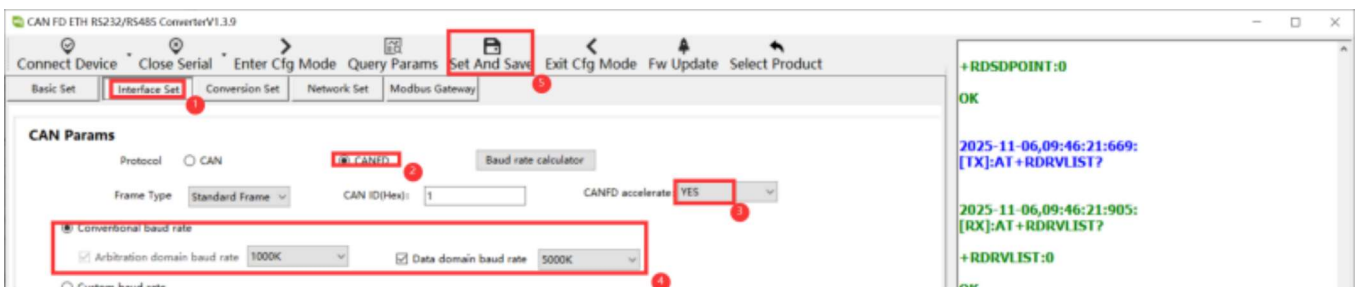 CAN FD ETH RS232/RS485 ConverterV1.3.9
Connect Device Close Serial Enter Cfg Mode Query Params Set And Save Exit Cfg Mode Fw Update Select Product
5
Basic Set Interface Set Conversion Set Network Set Modbus Gateway
1
CAN Params
Protocol CAN CANFD Baud rate calculator
2
Frame Type Standard Frame CAN ID(Hex): 1 CANFD accelerate: YES
3
Conventional baud rate
Arbitration domain baud rate 1000K Data domain baud rate 5000K
4
Custom baud rate
+RDSDPOINT:0
OK
2025-11-06,09:46:21:669:
[TX]:AT+RDRVLIST?
2025-11-06,09:46:21:905:
[RX]:AT+RDRVLIST?
+RDRVLIST:0
OK